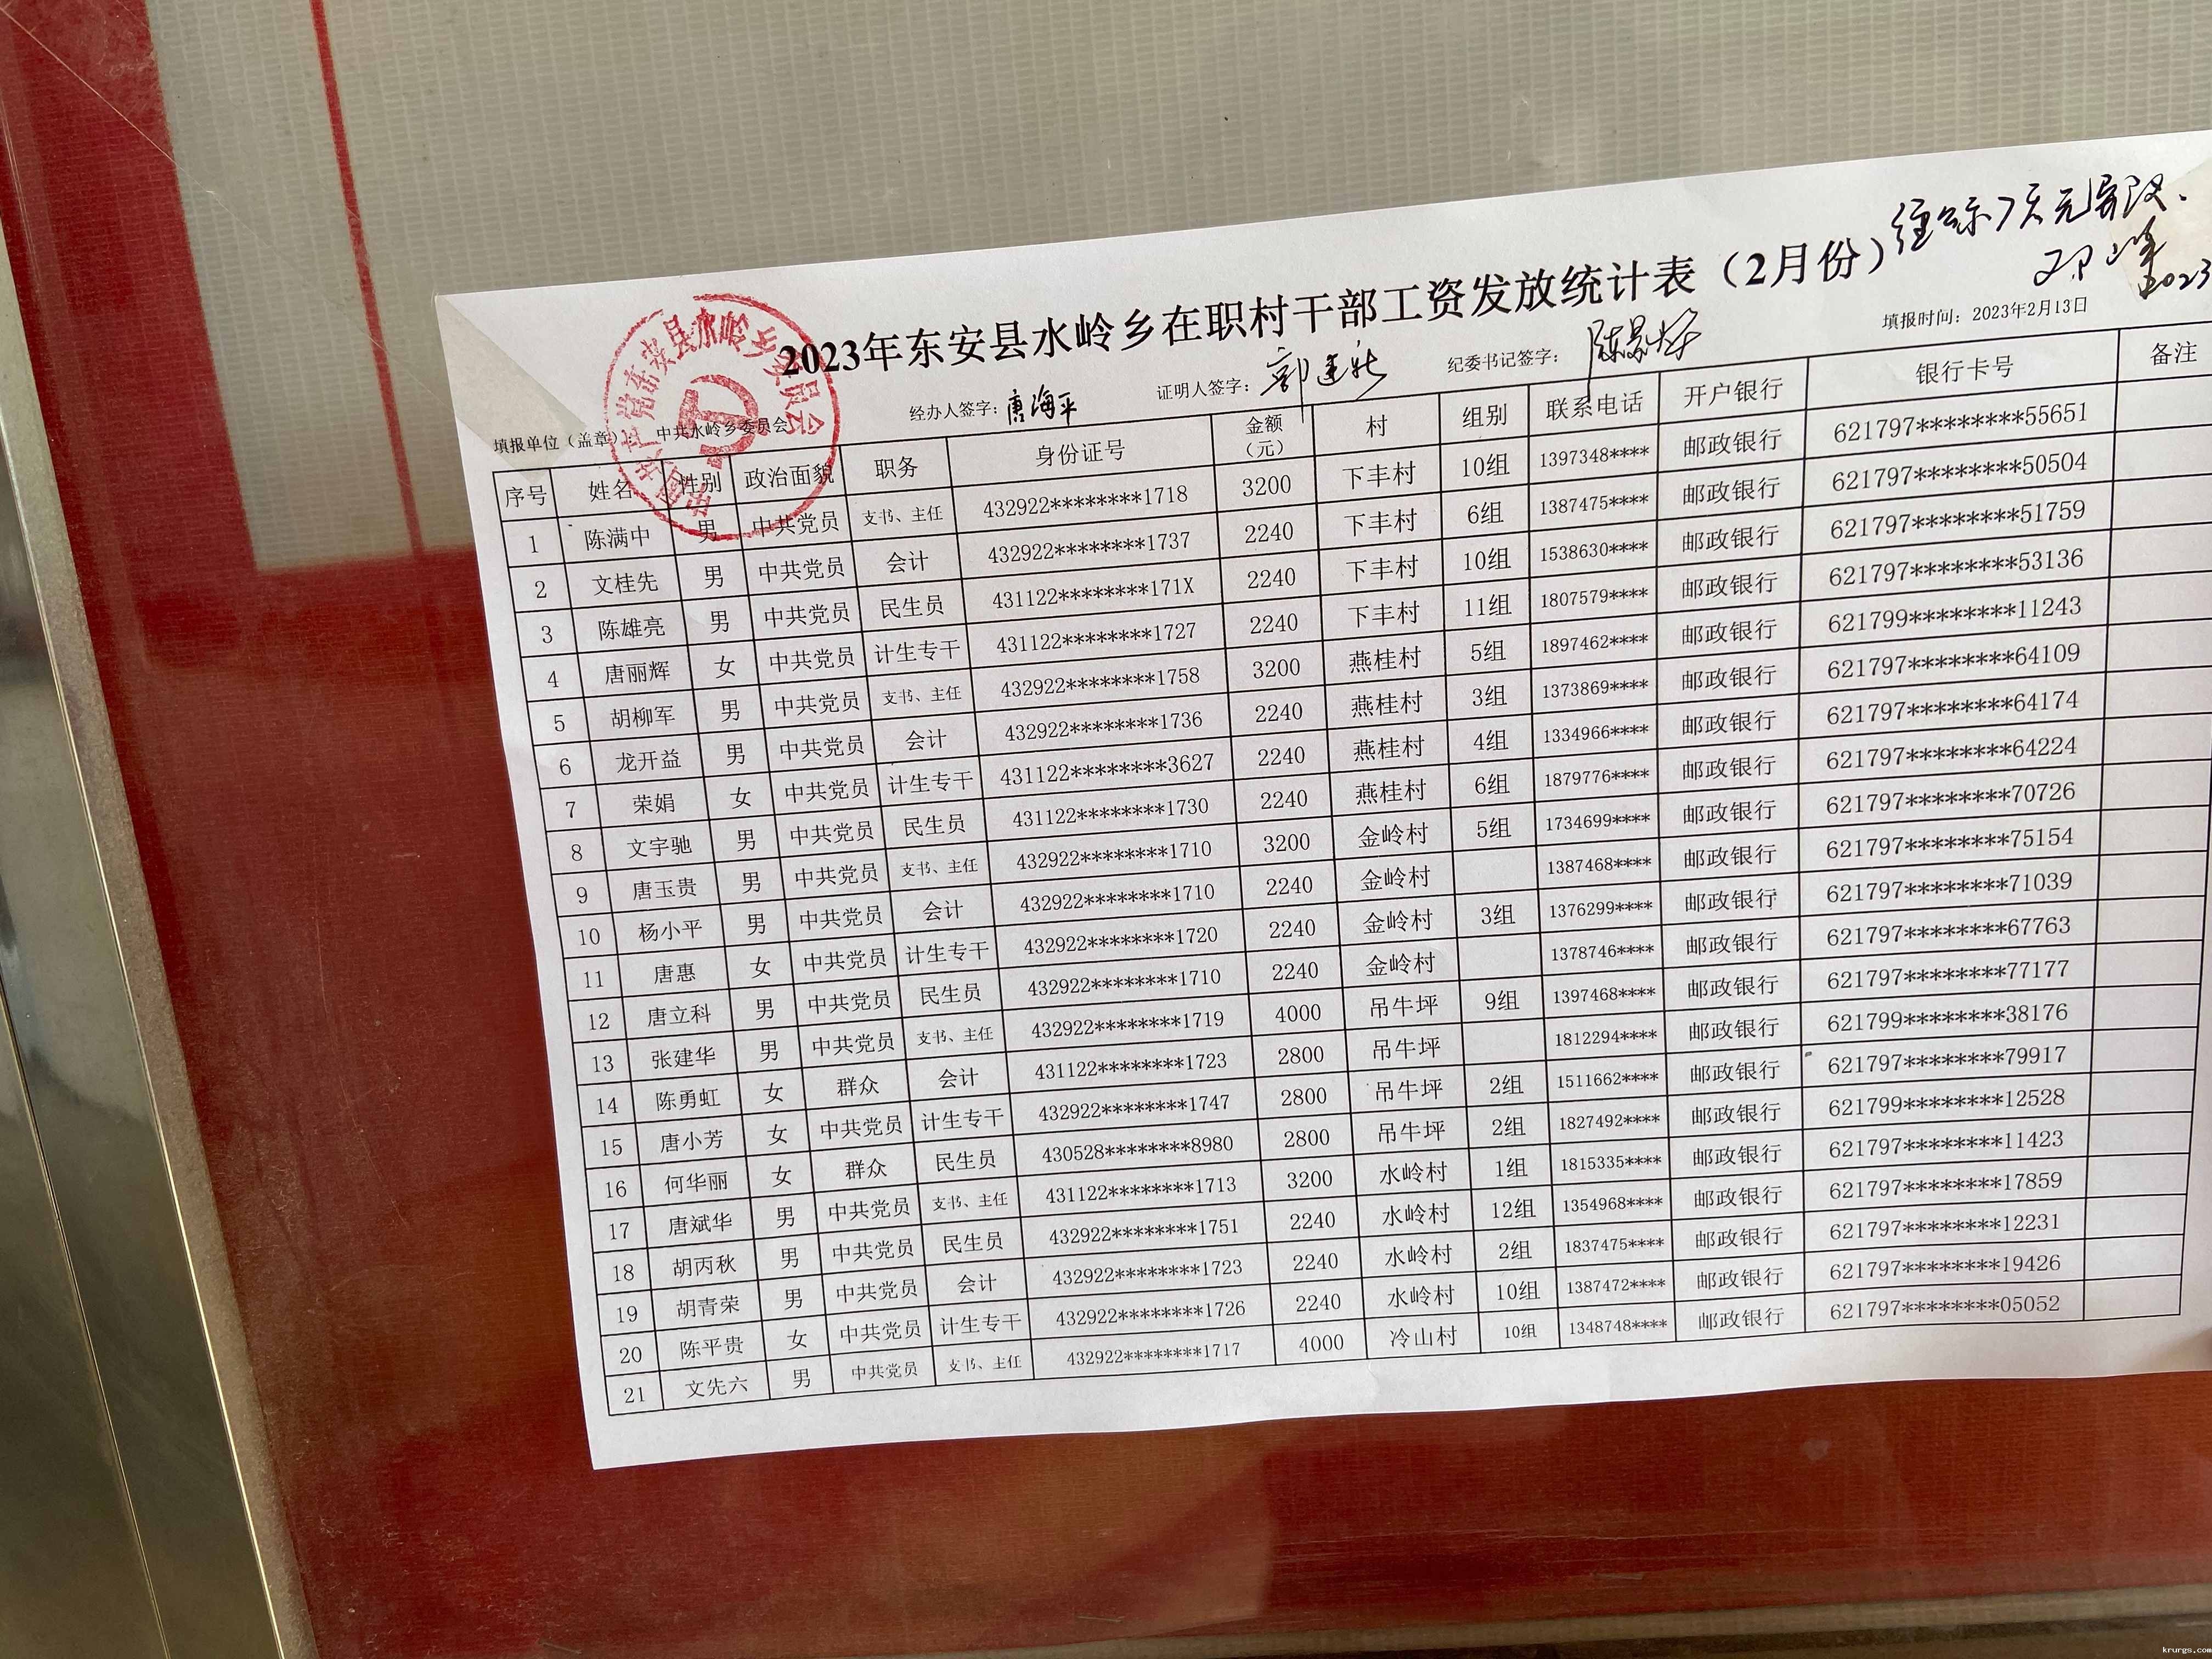 2023年东安县水岭乡在职村干部工资发放统计表（2月份）
填报时间：2023年2月13日
填报单位（盖章） 中共水岭乡委员会 经办人签字：唐海平 证明人签字： 纪委书记签字：
序号 姓名 性别 政治面貌 职务 身份证号 金额（元） 村 组别 联系电话 开户银行 银行卡号 备注
1 陈满中 男 中共党员 支书、主任 432922********1718 3200 下丰村 10组 1397348**** 邮政银行 621797********55651
2 文桂先 男 中共党员 会计 432922********1737 2240 下丰村 6组 1387475**** 邮政银行 621797********50504
3 陈雄亮 男 中共党员 民生员 431122********171X 2240 下丰村 10组 1538630**** 邮政银行 621797********51759
4 唐丽辉 女 中共党员 计生专干 431122********1727 2240 下丰村 11组 1807579**** 邮政银行 621797********53136
5 胡柳军 男 中共党员 支书、主任 432922********1758 3200 燕桂村 5组 1897462**** 邮政银行 621799********11243
6 龙开益 男 中共党员 会计 432922********1736 2240 燕桂村 3组 1373869**** 邮政银行 621797********64109
7 荣娟 女 中共党员 计生专干 431122********3627 2240 燕桂村 4组 1334966**** 邮政银行 621797********64174
8 文宇驰 男 中共党员 民生员 431122********1730 2240 燕桂村 6组 1879776**** 邮政银行 621797********64224
9 唐玉贵 男 中共党员 支书、主任 432922********1710 3200 金岭村 5组 1734699**** 邮政银行 621797********70726
10 杨小平 男 中共党员 会计 432922********1710 2240 金岭村 1387468**** 邮政银行 621797********75154
11 唐惠 女 中共党员 计生专干 432922********1720 2240 金岭村 3组 1376299**** 邮政银行 621797********71039
12 唐立科 男 中共党员 民生员 432922********1710 2240 金岭村 1378746**** 邮政银行 621797********67763
13 张建华 男 中共党员 支书、主任 432922********1719 4000 吊牛坪 9组 1397468**** 邮政银行 621797********77177
14 陈勇虹 女 群众 会计 431122********1723 2800 吊牛坪 1812294**** 邮政银行 621799********38176
15 唐小芳 女 中共党员 计生专干 432922********1747 2800 吊牛坪 2组 1511662**** 邮政银行 621797********79917
16 何华丽 女 群众 民生员 430528********8980 2800 吊牛坪 2组 1827492**** 邮政银行 621799********12528
17 唐斌华 男 中共党员 支书、主任 431122********1713 3200 水岭村 1组 1815335**** 邮政银行 621797********11423
18 胡丙秋 男 中共党员 民生员 432922********1751 2240 水岭村 12组 1354968**** 邮政银行 621797********17859
19 胡青荣 男 中共党员 会计 432922********1723 2240 水岭村 2组 1837475**** 邮政银行 621797********12231
20 陈平贵 女 中共党员 计生专干 432922********1726 2240 水岭村 10组 1387472**** 邮政银行 621797********19426
21 文先六 男 中共党员 支书、主任 432922********1717 4000 冷山村 10组 1348748**** 邮政银行 621797********05052
krurgs.com